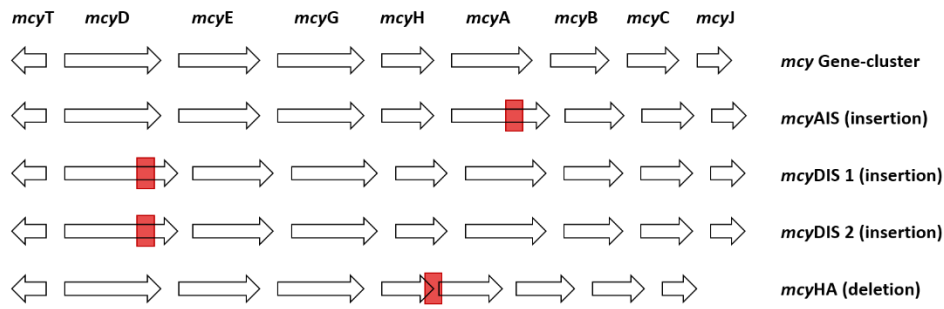 mcyT mcyD mcyE mcyG mcyH mcyA mcyB mcyC mcyJ
mcy Gene-cluster
mcyAIS (insertion)
mcyDIS 1 (insertion)
mcyDIS 2 (insertion)
mcyHA (deletion)